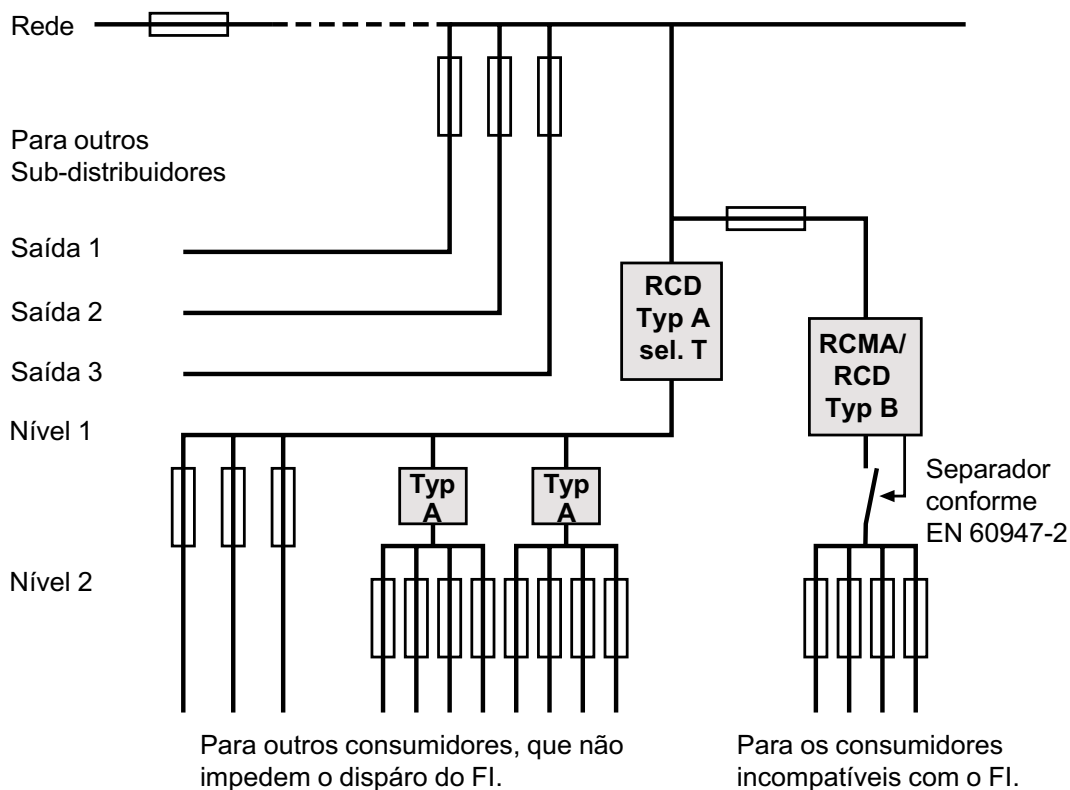 Rede
Para outros
Sub-distribuidores
Saída 1
Saída 2
Saída 3
Nível 1
Nível 2
RCD
Typ A
sel. T
RCMA/
RCD
Typ B
Typ
A
Typ
A
Separador
conforme
EN 60947-2
Para outros consumidores, que não
impedem o dispáro do FI.
Para os consumidores
incompatíveis com o FI.